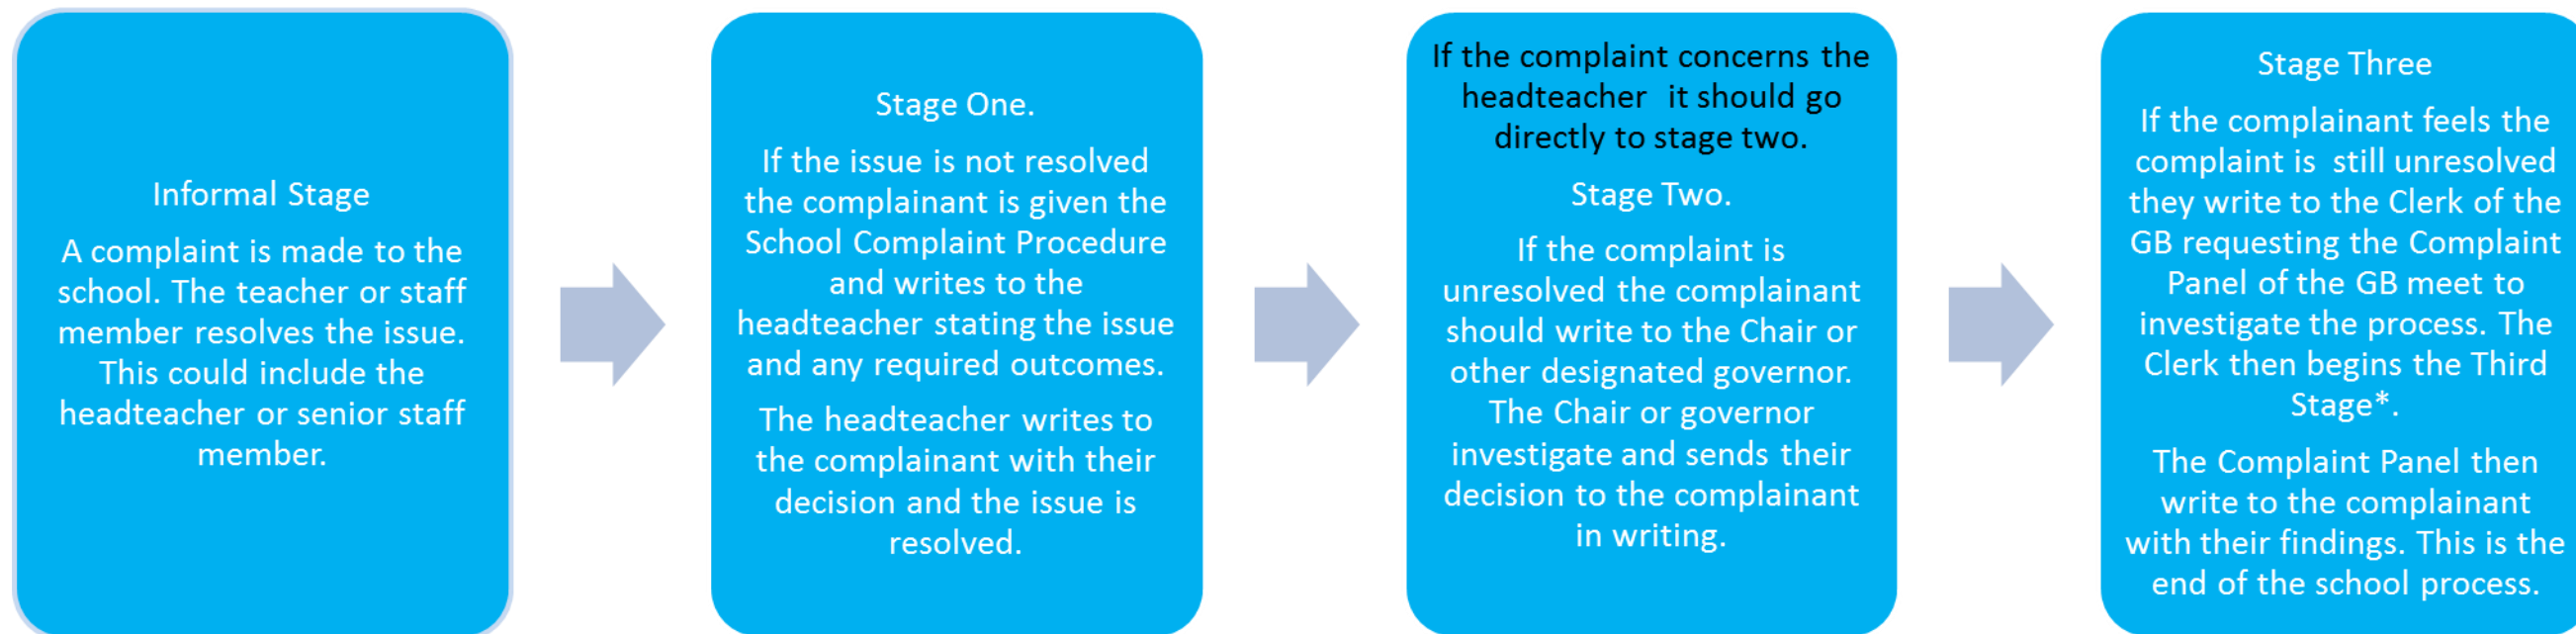 Informal Stage
A complaint is made to the
school. The teacher or staff
member resolves the issue.
This could include the
headteacher or senior staff
member.
Stage One.
If the issue is not resolved
the complainant is given the
School Complaint Procedure
and writes to the
headteacher stating the issue
and any required outcomes.
The headteacher writes to
the complainant with their
decision and the issue is
resolved.
If the complaint concerns the
headteacher it should go
directly to stage two.
Stage Two.
If the complaint is
unresolved the complainant
should write to the Chair or
other designated governor.
The Chair or governor
investigate and sends their
decision to the complainant
in writing.
Stage Three
If the complainant feels the
complaint is still unresolved
they write to the Clerk of the
GB requesting the Complaint
Panel of the GB meet to
investigate the process. The
Clerk then begins the Third
Stage*.
The Complaint Panel then
write to the complainant
with their findings. This is the
end of the school process.